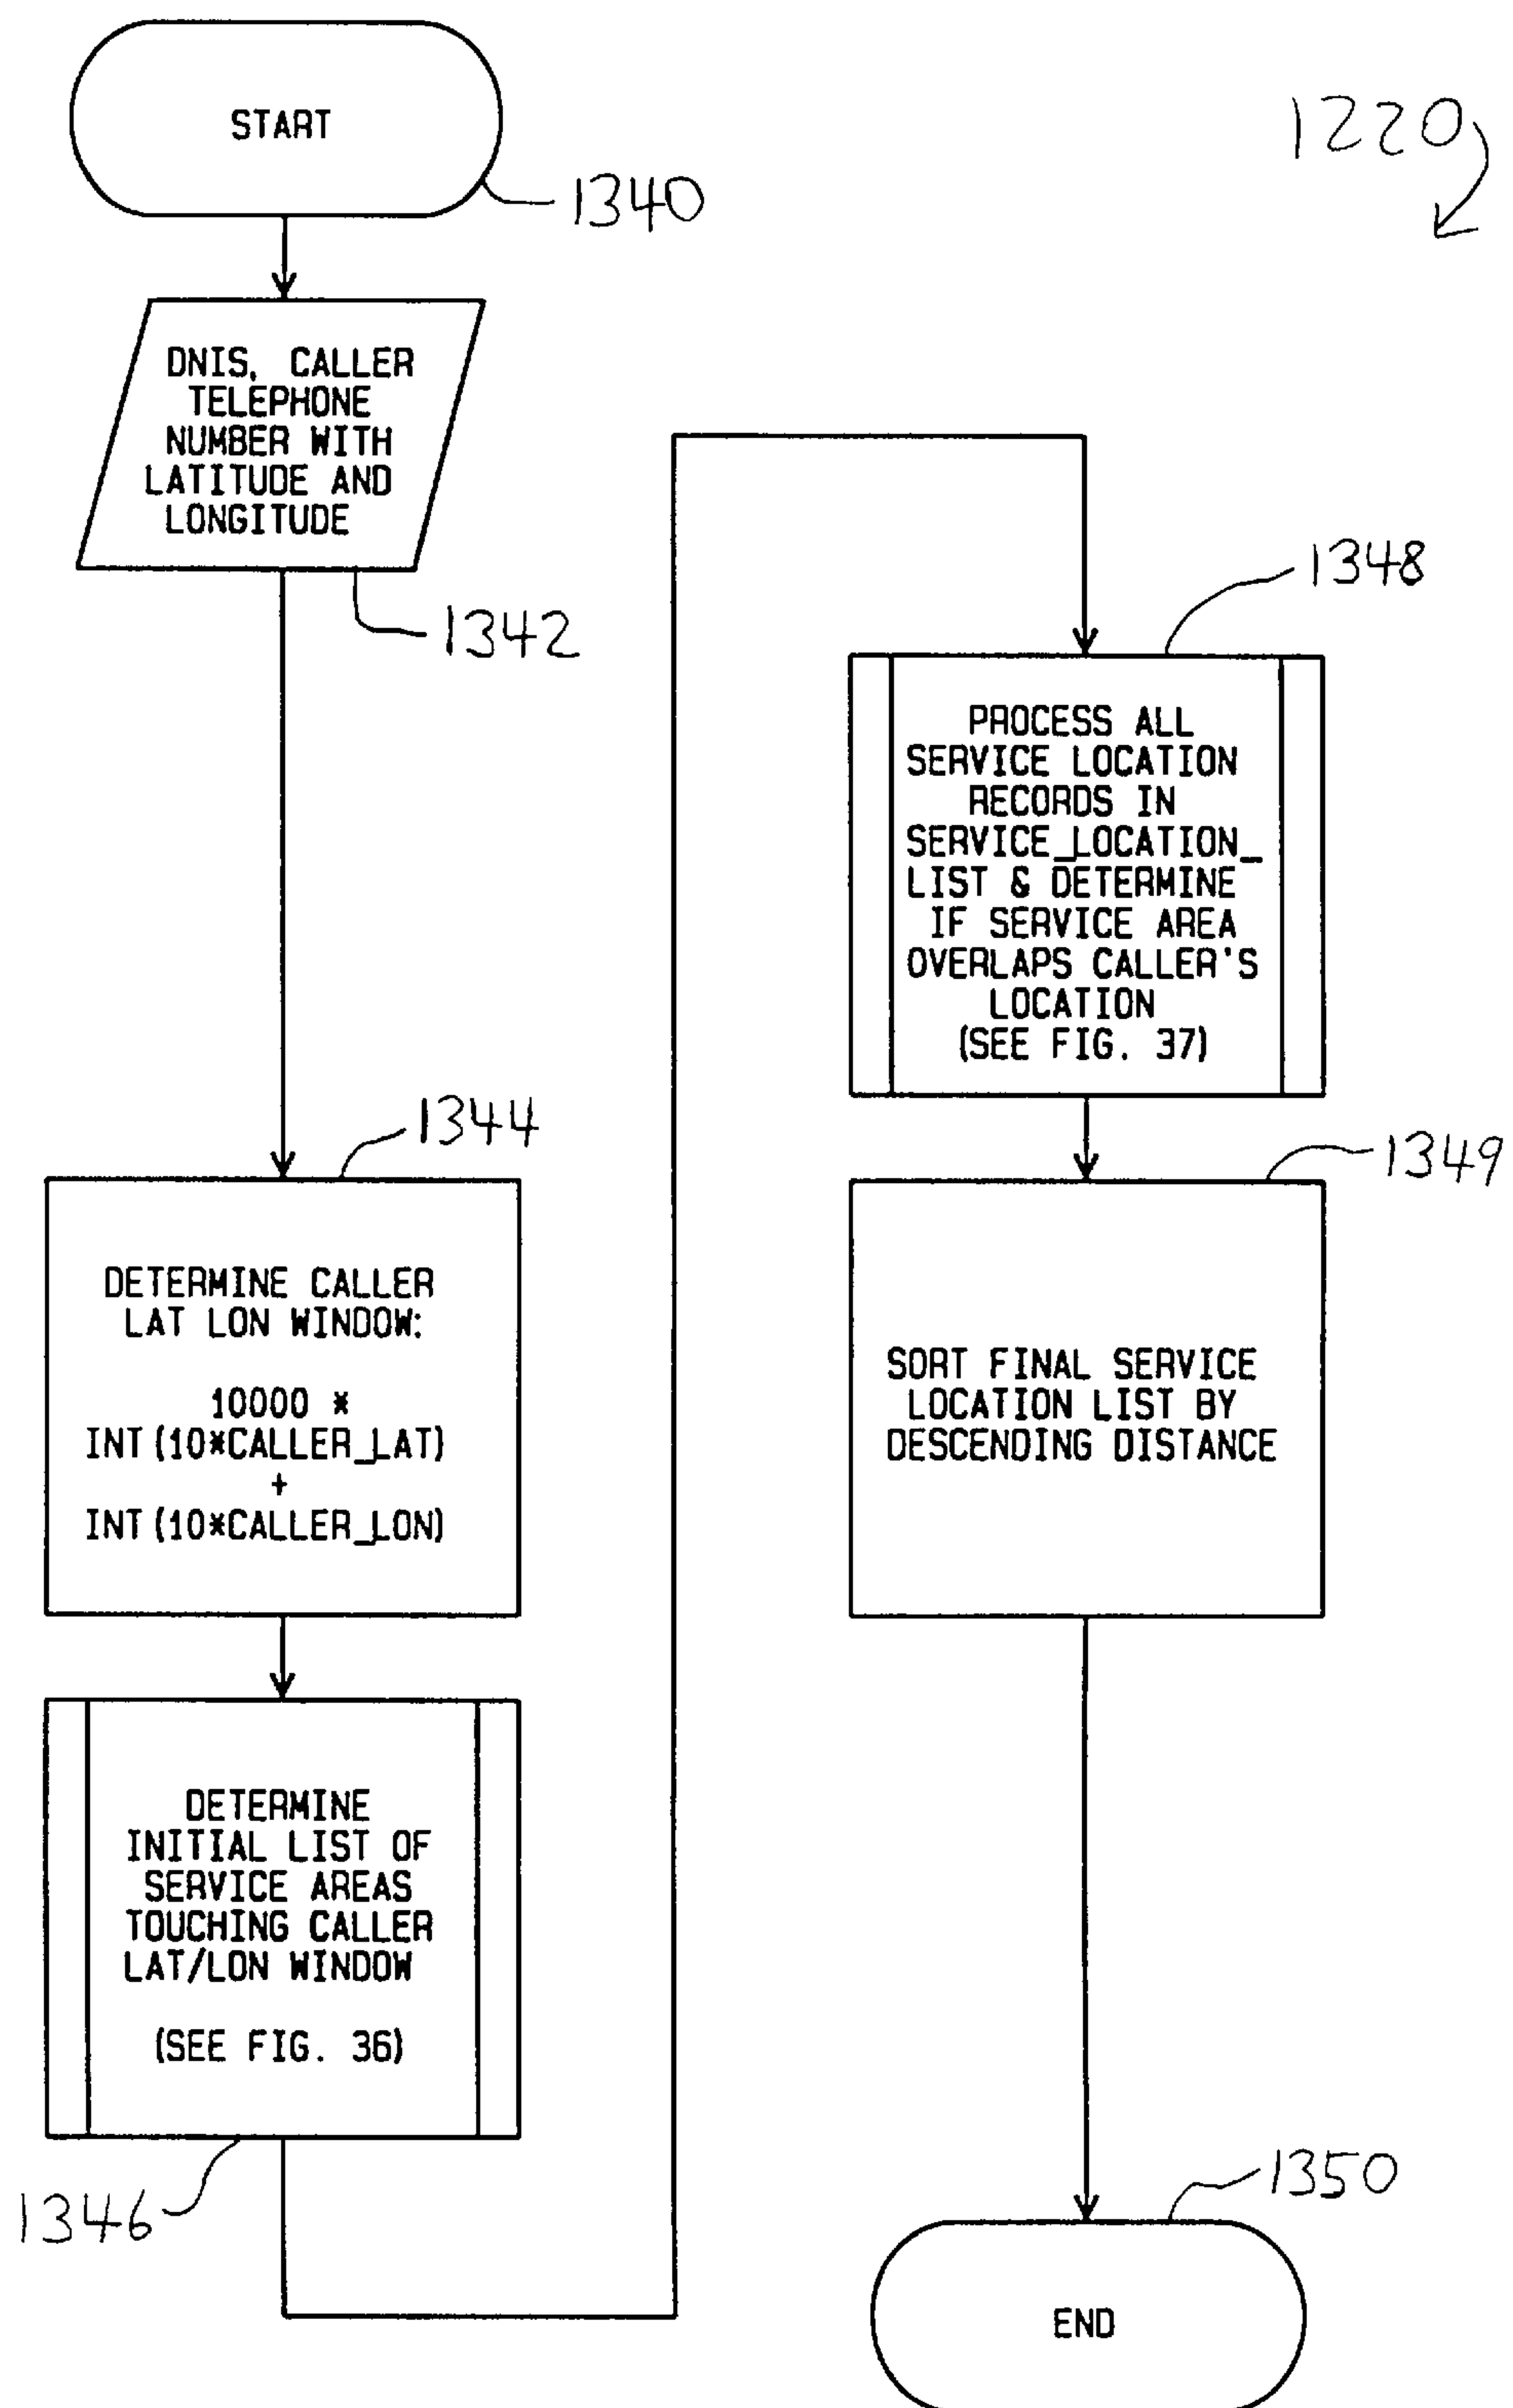 START
1340
1220
DNIS, CALLER
TELEPHONE
NUMBER WITH
LATITUDE AND
LONGITUDE
1342
1344
DETERMINE CALLER
LAT LON WINDOW:
10000 *
INT(10*CALLER_LAT)
+
INT(10*CALLER_LON)
DETERMINE
INITIAL LIST OF
SERVICE AREAS
TOUCHING CALLER
LAT/LON WINDOW
(SEE FIG. 36)
1346
1348
PROCESS ALL
SERVICE LOCATION
RECORDS IN
SERVICE_LOCATION_
LIST & DETERMINE
IF SERVICE AREA
OVERLAPS CALLER'S
LOCATION
(SEE FIG. 37)
1349
SORT FINAL SERVICE
LOCATION LIST BY
DESCENDING DISTANCE
1350
END